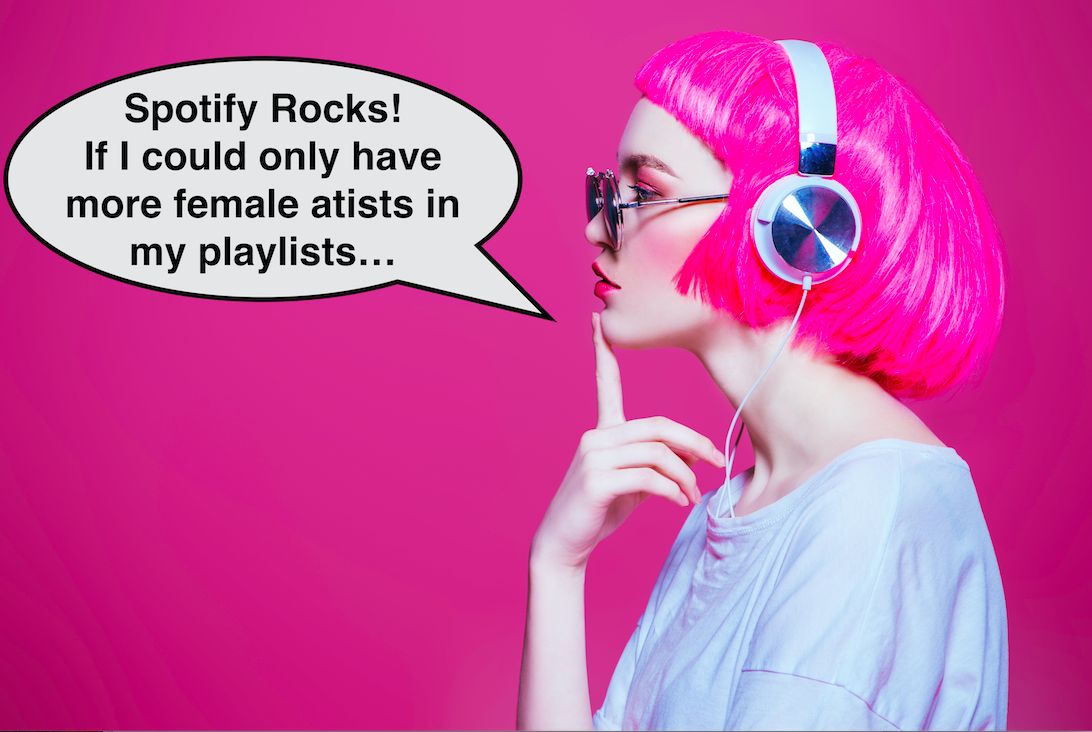 Spotify Rocks!
If I could only have
more female atists in
my playlists…